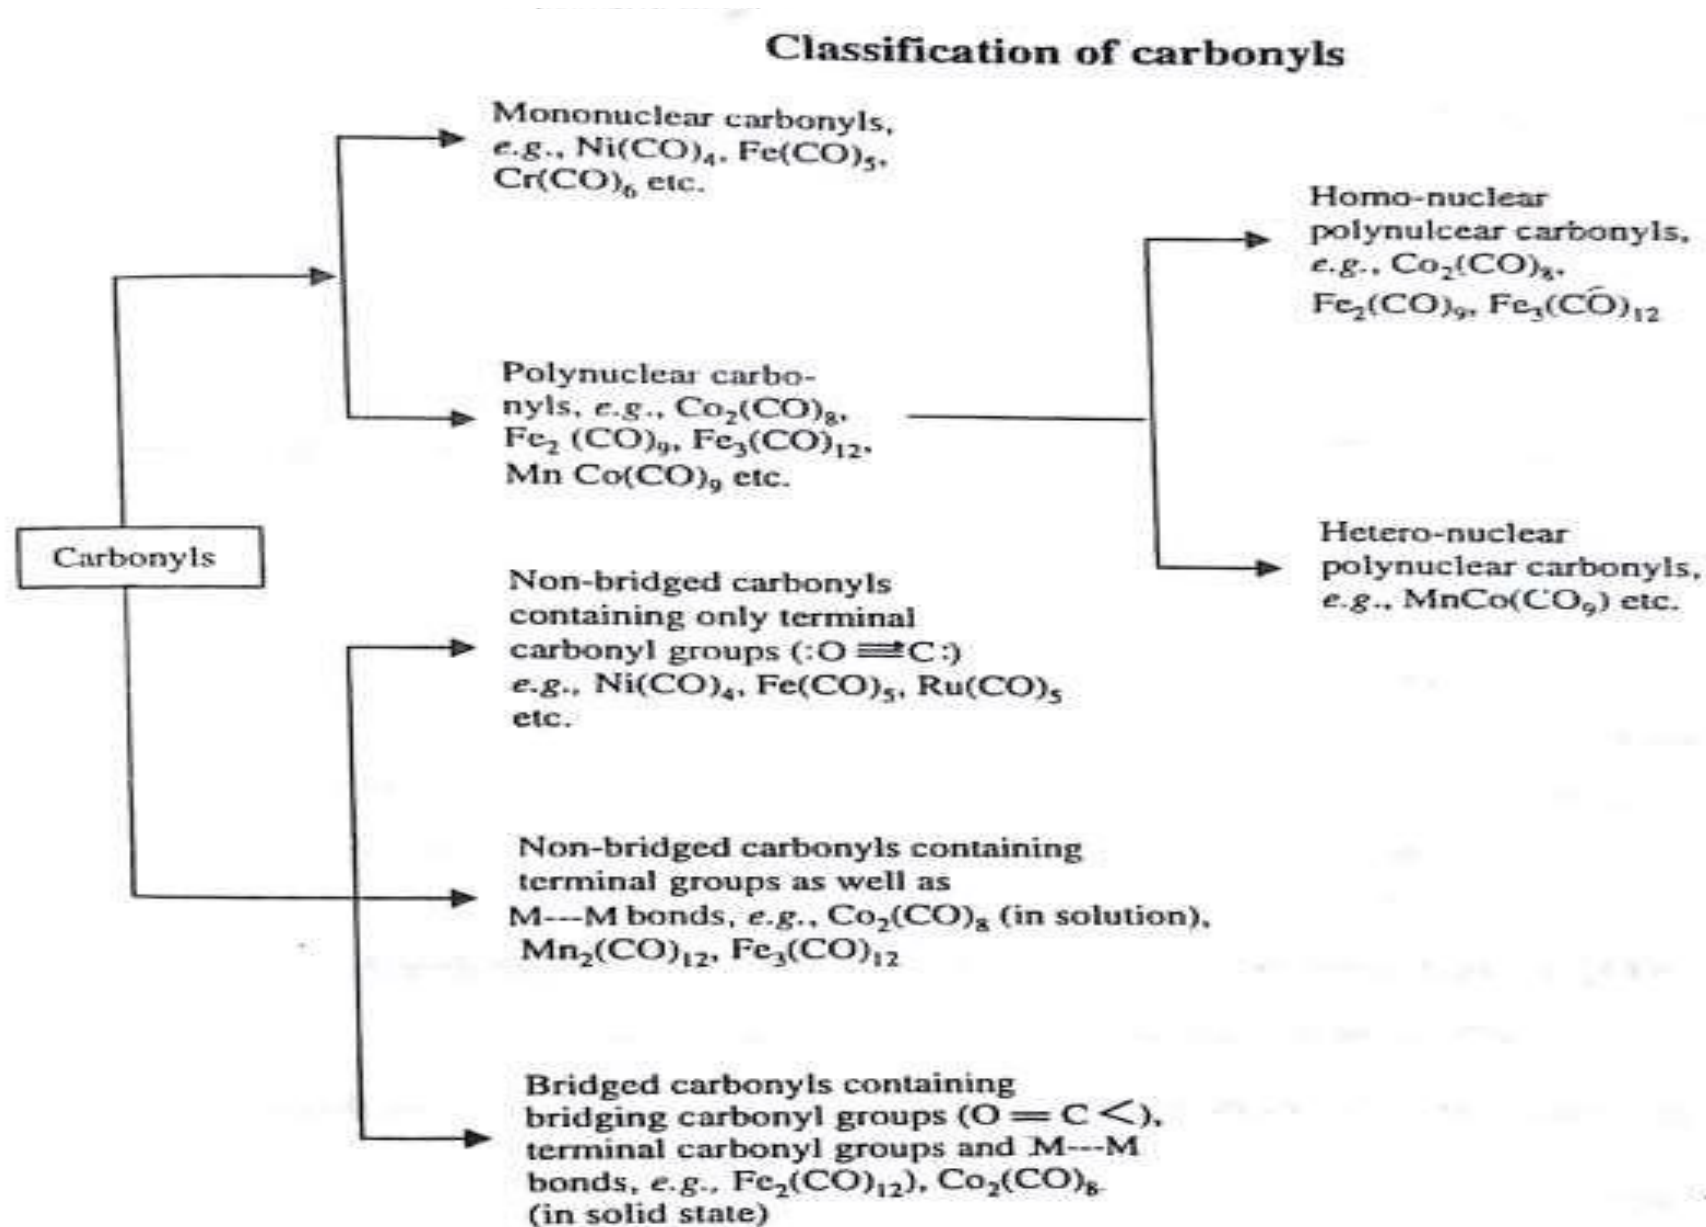 Classification of carbonyls
Mononuclear carbonyls,
e.g., Ni(CO)₄, Fe(CO)₅,
Cr(CO)₆ etc.
Polynuclear carbo-
nyls, e.g., Co₂(CO)₈,
Fe₂ (CO)₉, Fe₃(CO)₁₂,
Mn Co(CO)₉ etc.
Homo-nuclear
polynulcear carbonyls,
e.g., Co₂(CO)₈,
Fe₂(CO)₉, Fe₃(CO)₁₂
Hetero-nuclear
polynuclear carbonyls,
e.g., MnCo(CO₉) etc.
Carbonyls
Non-bridged carbonyls
containing only terminal
carbonyl groups (:O≡C:)
e.g., Ni(CO)₄, Fe(CO)₅, Ru(CO)₅
etc.
Non-bridged carbonyls containing
terminal groups as well as
M---M bonds, e.g., Co₂(CO)₈ (in solution),
Mn₂(CO)₁₂, Fe₃(CO)₁₂
Bridged carbonyls containing
bridging carbonyl groups (O = C <),
terminal carbonyl groups and M---M
bonds, e.g., Fe₂(CO)₁₂), Co₂(CO)₈
(in solid state)